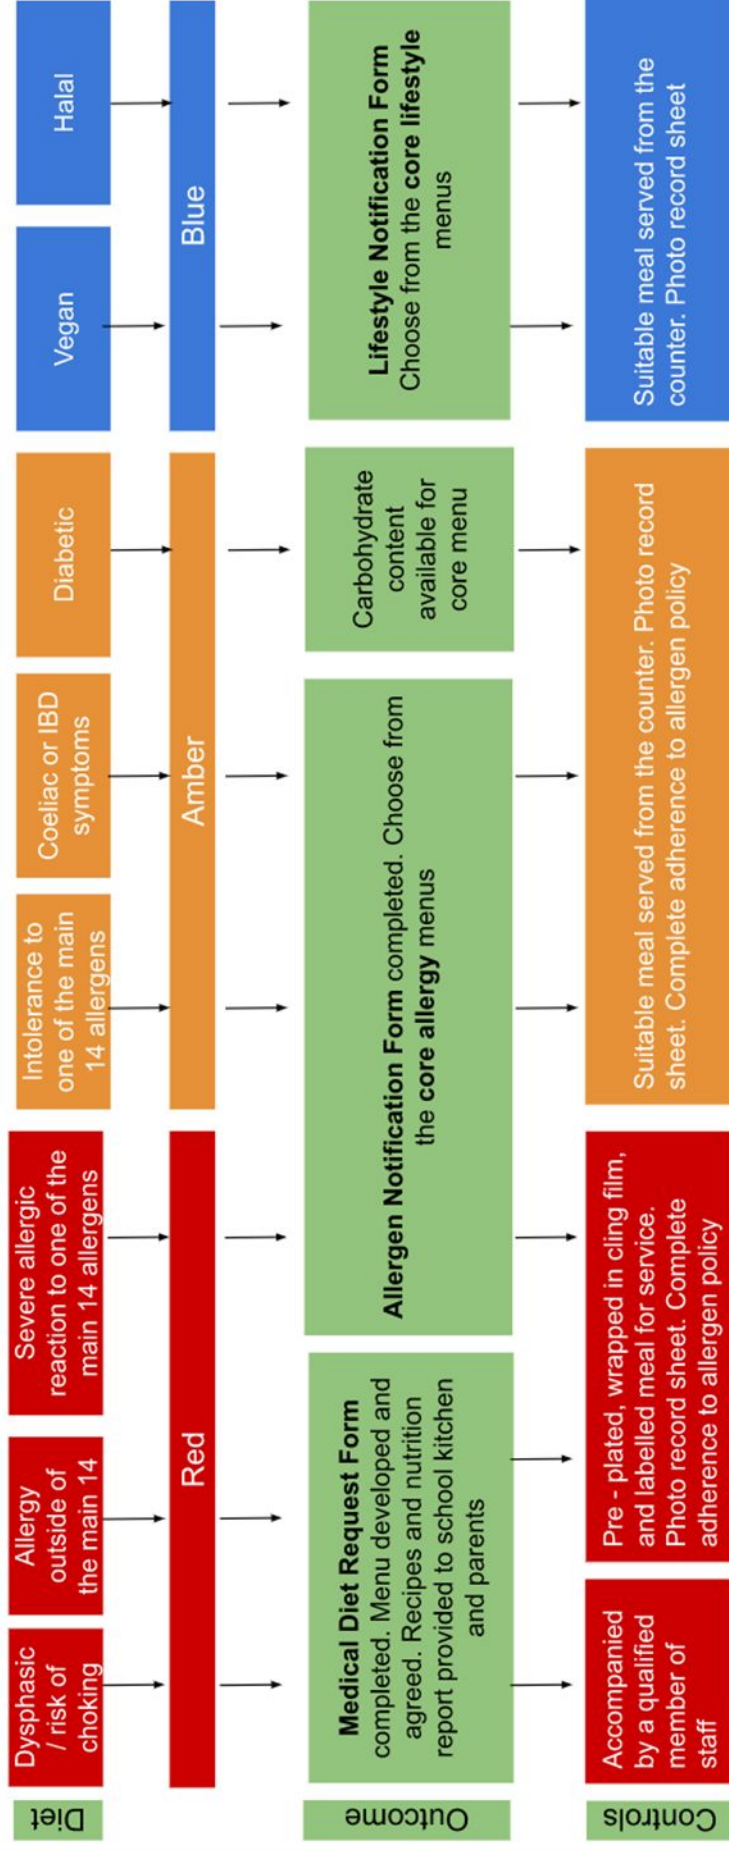 Diet
Dysphasic
/ risk of
choking
Allergy
outside of
the main 14
Severe allergic
reaction to one of the
main 14 allergens
Intolerance to
one of the main
14 allergens
Coeliac or IBD
symptoms
Diabetic
Vegan
Halal
Red
Amber
Blue
Outcome
Medical Diet Request Form
completed. Menu developed and
agreed. Recipes and nutrition
report provided to school kitchen
and parents
Allergen Notification Form completed. Choose from
the core allergy menus
Carbohydrate
content
available for
core menu
Lifestyle Notification Form
Choose from the core lifestyle
menus
Controls
Accompanied
by a qualified
member of
staff
Pre - plated, wrapped in cling film,
and labelled meal for service.
Photo record sheet. Complete
adherence to allergen policy
Suitable meal served from the counter. Photo record
sheet. Complete adherence to allergen policy
Suitable meal served from the
counter. Photo record sheet